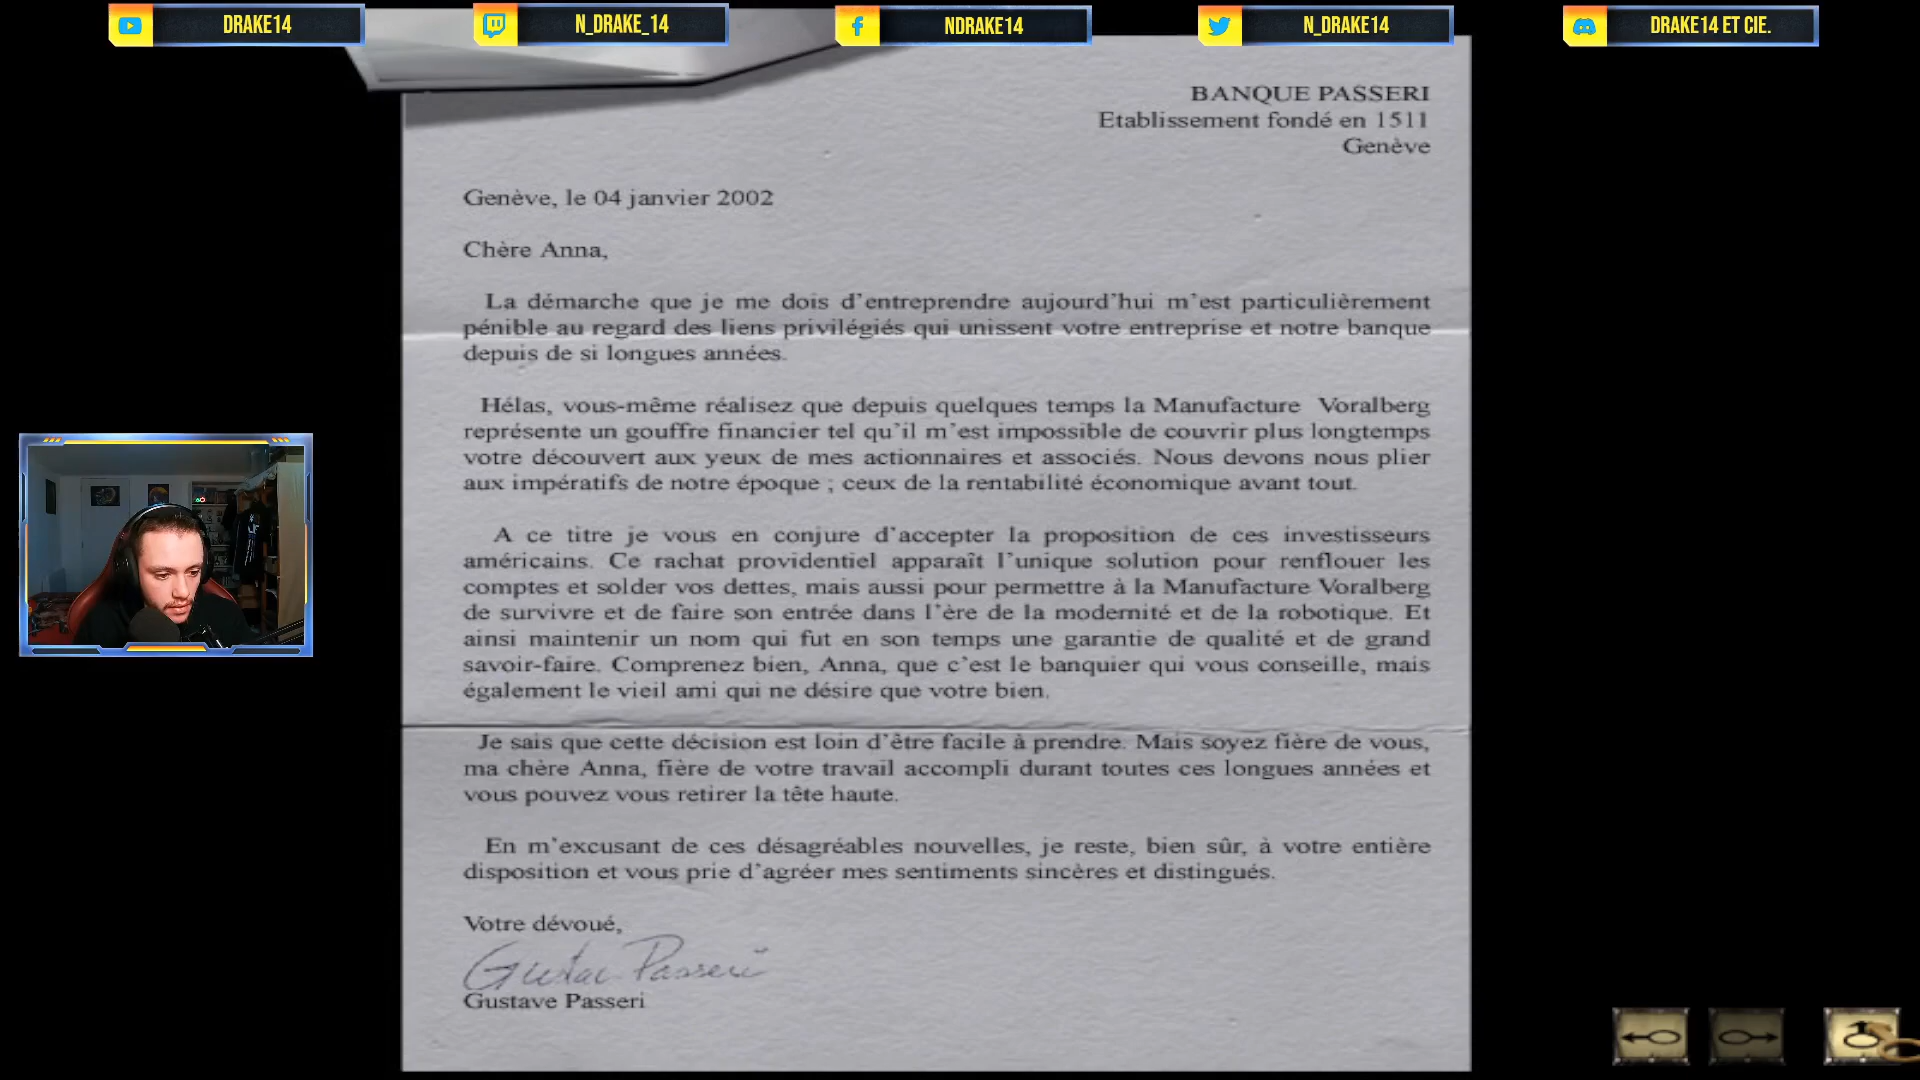 DRAKE14
N_DRAKE_14
NDRAKE14
N_DRAKE14
DRAKE14 ET CIE.
BANQUE PASSERI
Etablissement fondé en 1511
Genève
Genève, le 04 janvier 2002
Chère Anna,
La démarche que je me dois d'entreprendre aujourd'hui m'est particulièrement
pénible au regard des liens privilégiés qui unissent votre entreprise et notre banque
depuis de si longues années.
Hélas, vous-même réalisez que depuis quelques temps la Manufacture Voralberg
représente un gouffre financier tel qu'il m'est impossible de couvrir plus longtemps
votre découvert aux yeux de mes actionnaires et associés. Nous devons nous plier
aux impératifs de notre époque ; ceux de la rentabilité économique avant tout.
A ce titre je vous en conjure d'accepter la proposition de ces investisseurs
américains. Ce rachat providentiel apparaît l'unique solution pour renflouer les
comptes et solder vos dettes, mais aussi pour permettre à la Manufacture Voralberg
de survivre et de faire son entrée dans l'ère de la modernité et de la robotique. Et
ainsi maintenir un nom qui fut en son temps une garantie de qualité et de grand
savoir-faire. Comprenez bien, Anna, que c'est le banquier qui vous conseille, mais
également le vieil ami qui ne désire que votre bien.
Je sais que cette décision est loin d'être facile à prendre. Mais soyez fière de vous,
ma chère Anna, fière de votre travail accompli durant toutes ces longues années et
vous pouvez vous retirer la tête haute.
En m'excusant de ces désagréables nouvelles, je reste, bien sûr, à votre entière
disposition et vous prie d'agréer mes sentiments sincères et distingués.
Votre dévoué,
Gustave Passeri
Gustave Passeri